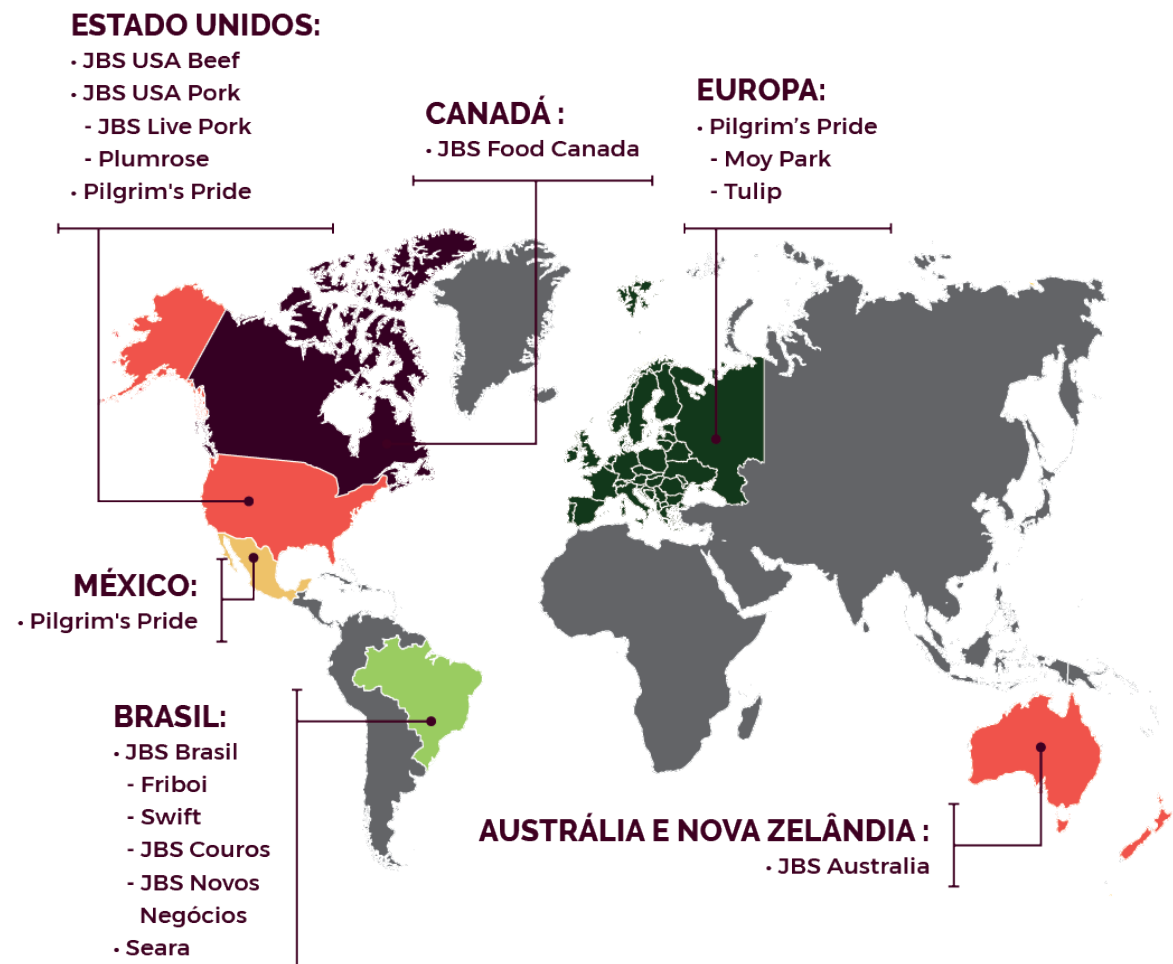 ESTADO UNIDOS:
• JBS USA Beef
• JBS USA Pork
- JBS Live Pork
- Plumrose
• Pilgrim's Pride
CANADÁ :
• JBS Food Canada
EUROPA:
• Pilgrim’s Pride
- Moy Park
- Tulip
MÉXICO:
• Pilgrim's Pride
BRASIL:
• JBS Brasil
- Friboi
- Swift
- JBS Couros
- JBS Novos
Negócios
• Seara
AUSTRÁLIA E NOVA ZELÂNDIA :
• JBS Australia